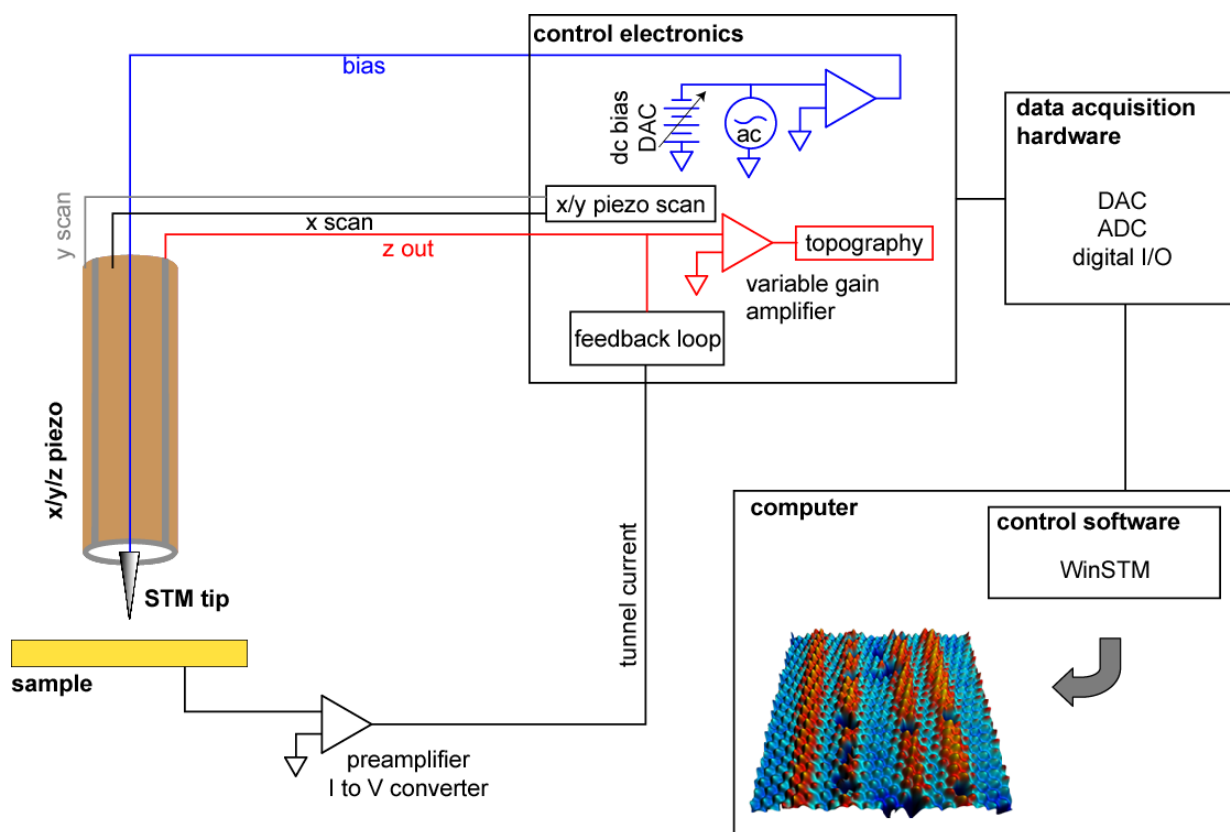 control electronics
bias
dc bias
DAC
ac
data acquisition
hardware
DAC
ADC
digital I/O
y scan
x/y piezo scan
x scan
z out
topography
variable gain
amplifier
feedback loop
x/y/z piezo
STM tip
sample
tunnel current
preamplifier
I to V converter
computer
control software
WinSTM